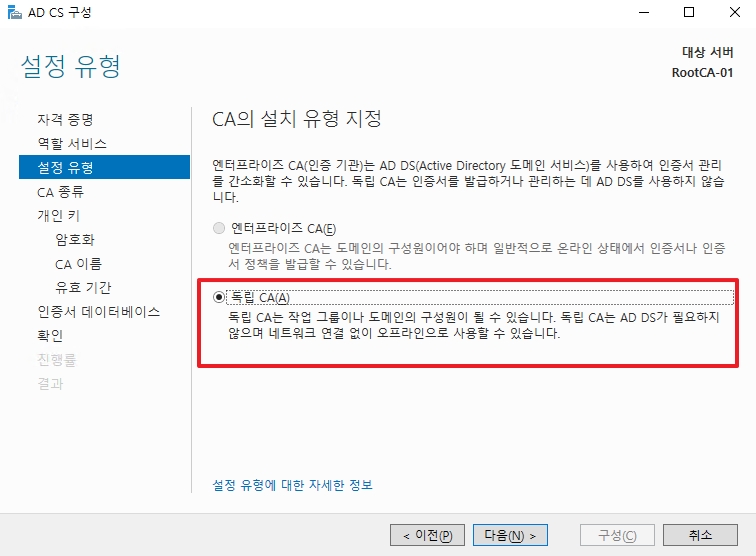 AD CS 구성
설정 유형
대상 서버
RootCA-01
자격 증명
역할 서비스
설정 유형
CA 종류
개인 키
암호화
CA 이름
유효 기간
인증서 데이터베이스
확인
진행률
결과
CA의 설치 유형 지정
엔터프라이즈 CA(인증 기관)는 AD DS(Active Directory 도메인 서비스)를 사용하여 인증서 관리
를 간소화할 수 있습니다. 독립 CA는 인증서를 발급하거나 관리하는 데 AD DS를 사용하지 않습
니다.
엔터프라이즈 CA(E)
엔터프라이즈 CA는 도메인의 구성원이어야 하며 일반적으로 온라인 상태에서 인증서나 인증
서 정책을 발급할 수 있습니다.
독립 CA(A)
독립 CA는 작업 그룹이나 도메인의 구성원이 될 수 있습니다. 독립 CA는 AD DS가 필요하지
않으며 네트워크 연결 없이 오프라인으로 사용할 수 있습니다.
설정 유형에 대한 자세한 정보
< 이전(P)
다음(N) >
구성(C)
취소